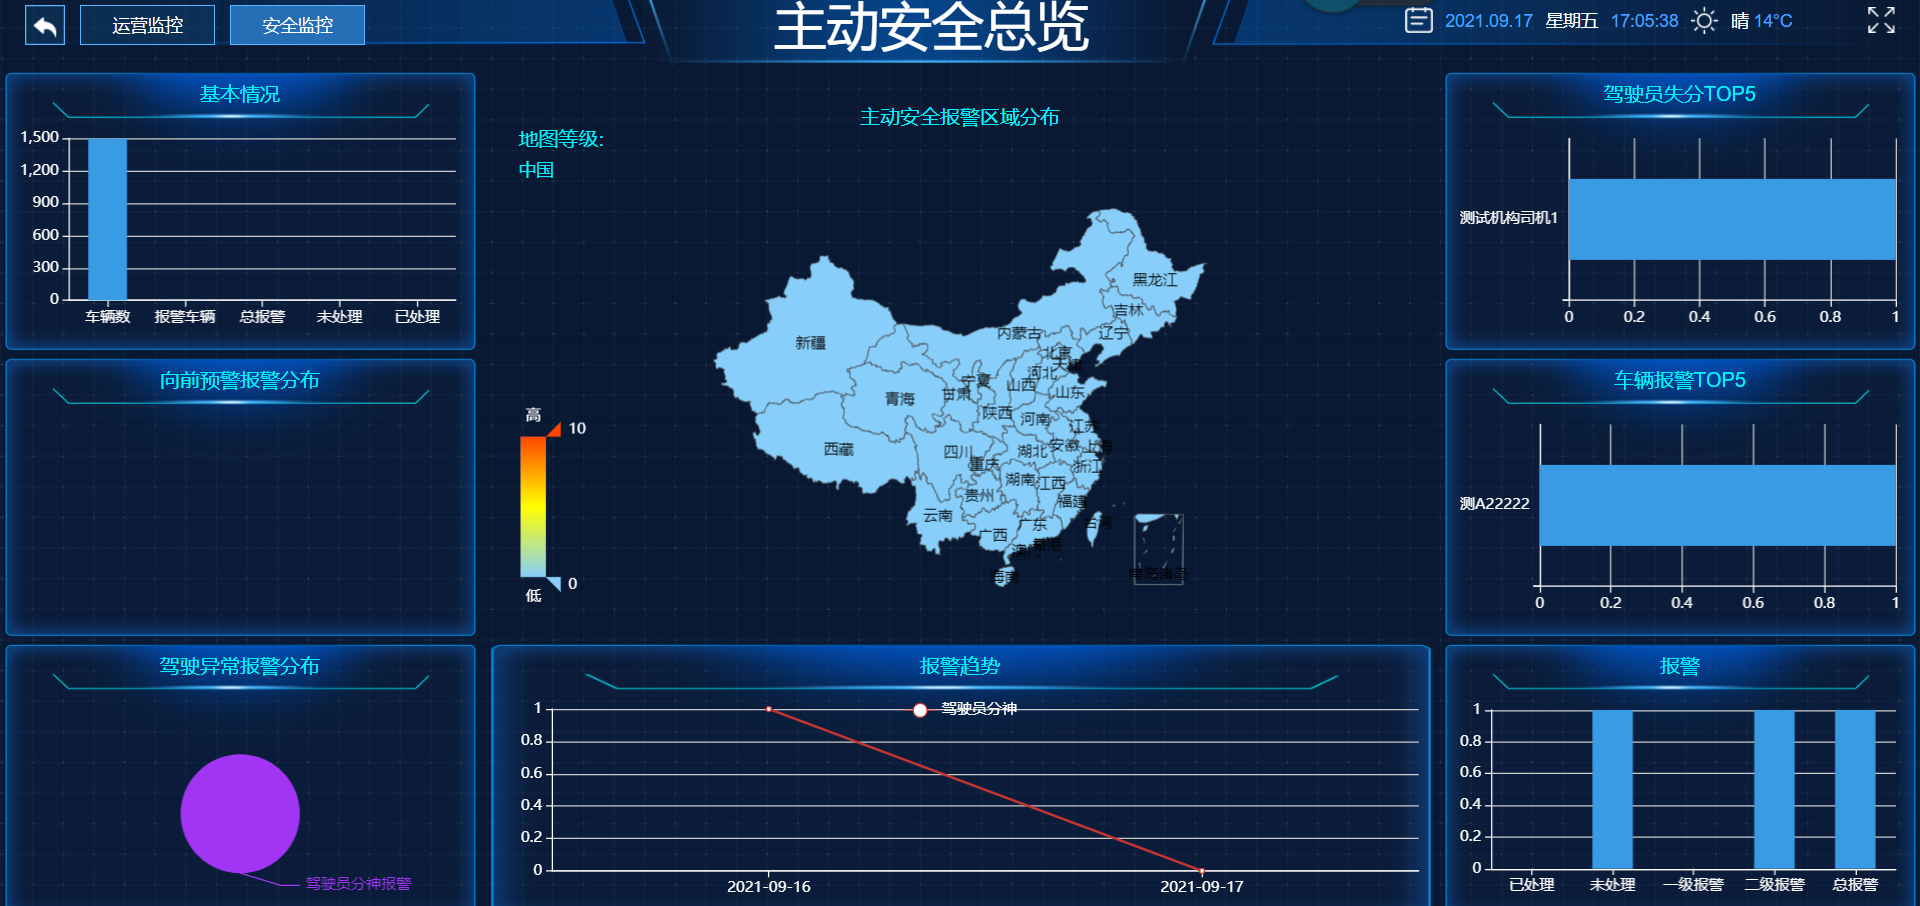 运营监控 安全监控
主动安全总览
2021.09.17 星期五 17:05:38 晴 14°C
基本情况
1,500
1,200
900
600
300
0
车辆数 报警车辆 总报警 未处理 已处理
向前预警报警分布
驾驶异常报警分布
驾驶员分神报警
主动安全报警区域分布
地图等级:
中国
高
10
0
低
黑龙江
吉林
辽宁
内蒙古
新疆
北京
天津
河北
宁夏
山西
山东
青海
甘肃
陕西
河南
江苏
西藏
四川
重庆
湖北
安徽
上海
浙江
湖南
江西
贵州
福建
云南
广西
广东
台湾
香港
澳门
海南
南海诸岛
报警趋势
驾驶员分神
1
0.8
0.6
0.4
0.2
0
2021-09-16 2021-09-17
驾驶员失分TOP5
测试机构司机1
0 0.2 0.4 0.6 0.8 1
车辆报警TOP5
测A22222
0 0.2 0.4 0.6 0.8 1
报警
1
0.8
0.6
0.4
0.2
0
已处理 未处理 一级报警 二级报警 总报警